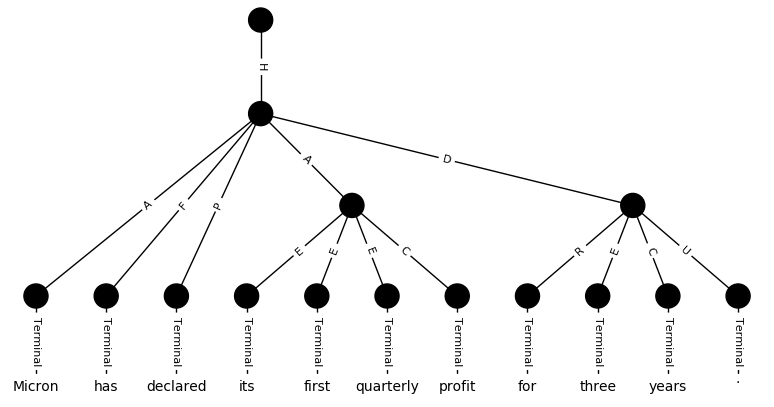 H
A F P A D
E E E C R E C U
Terminal Terminal Terminal Terminal Terminal Terminal Terminal Terminal Terminal Terminal Terminal
Micron has declared its first quarterly profit for three years .